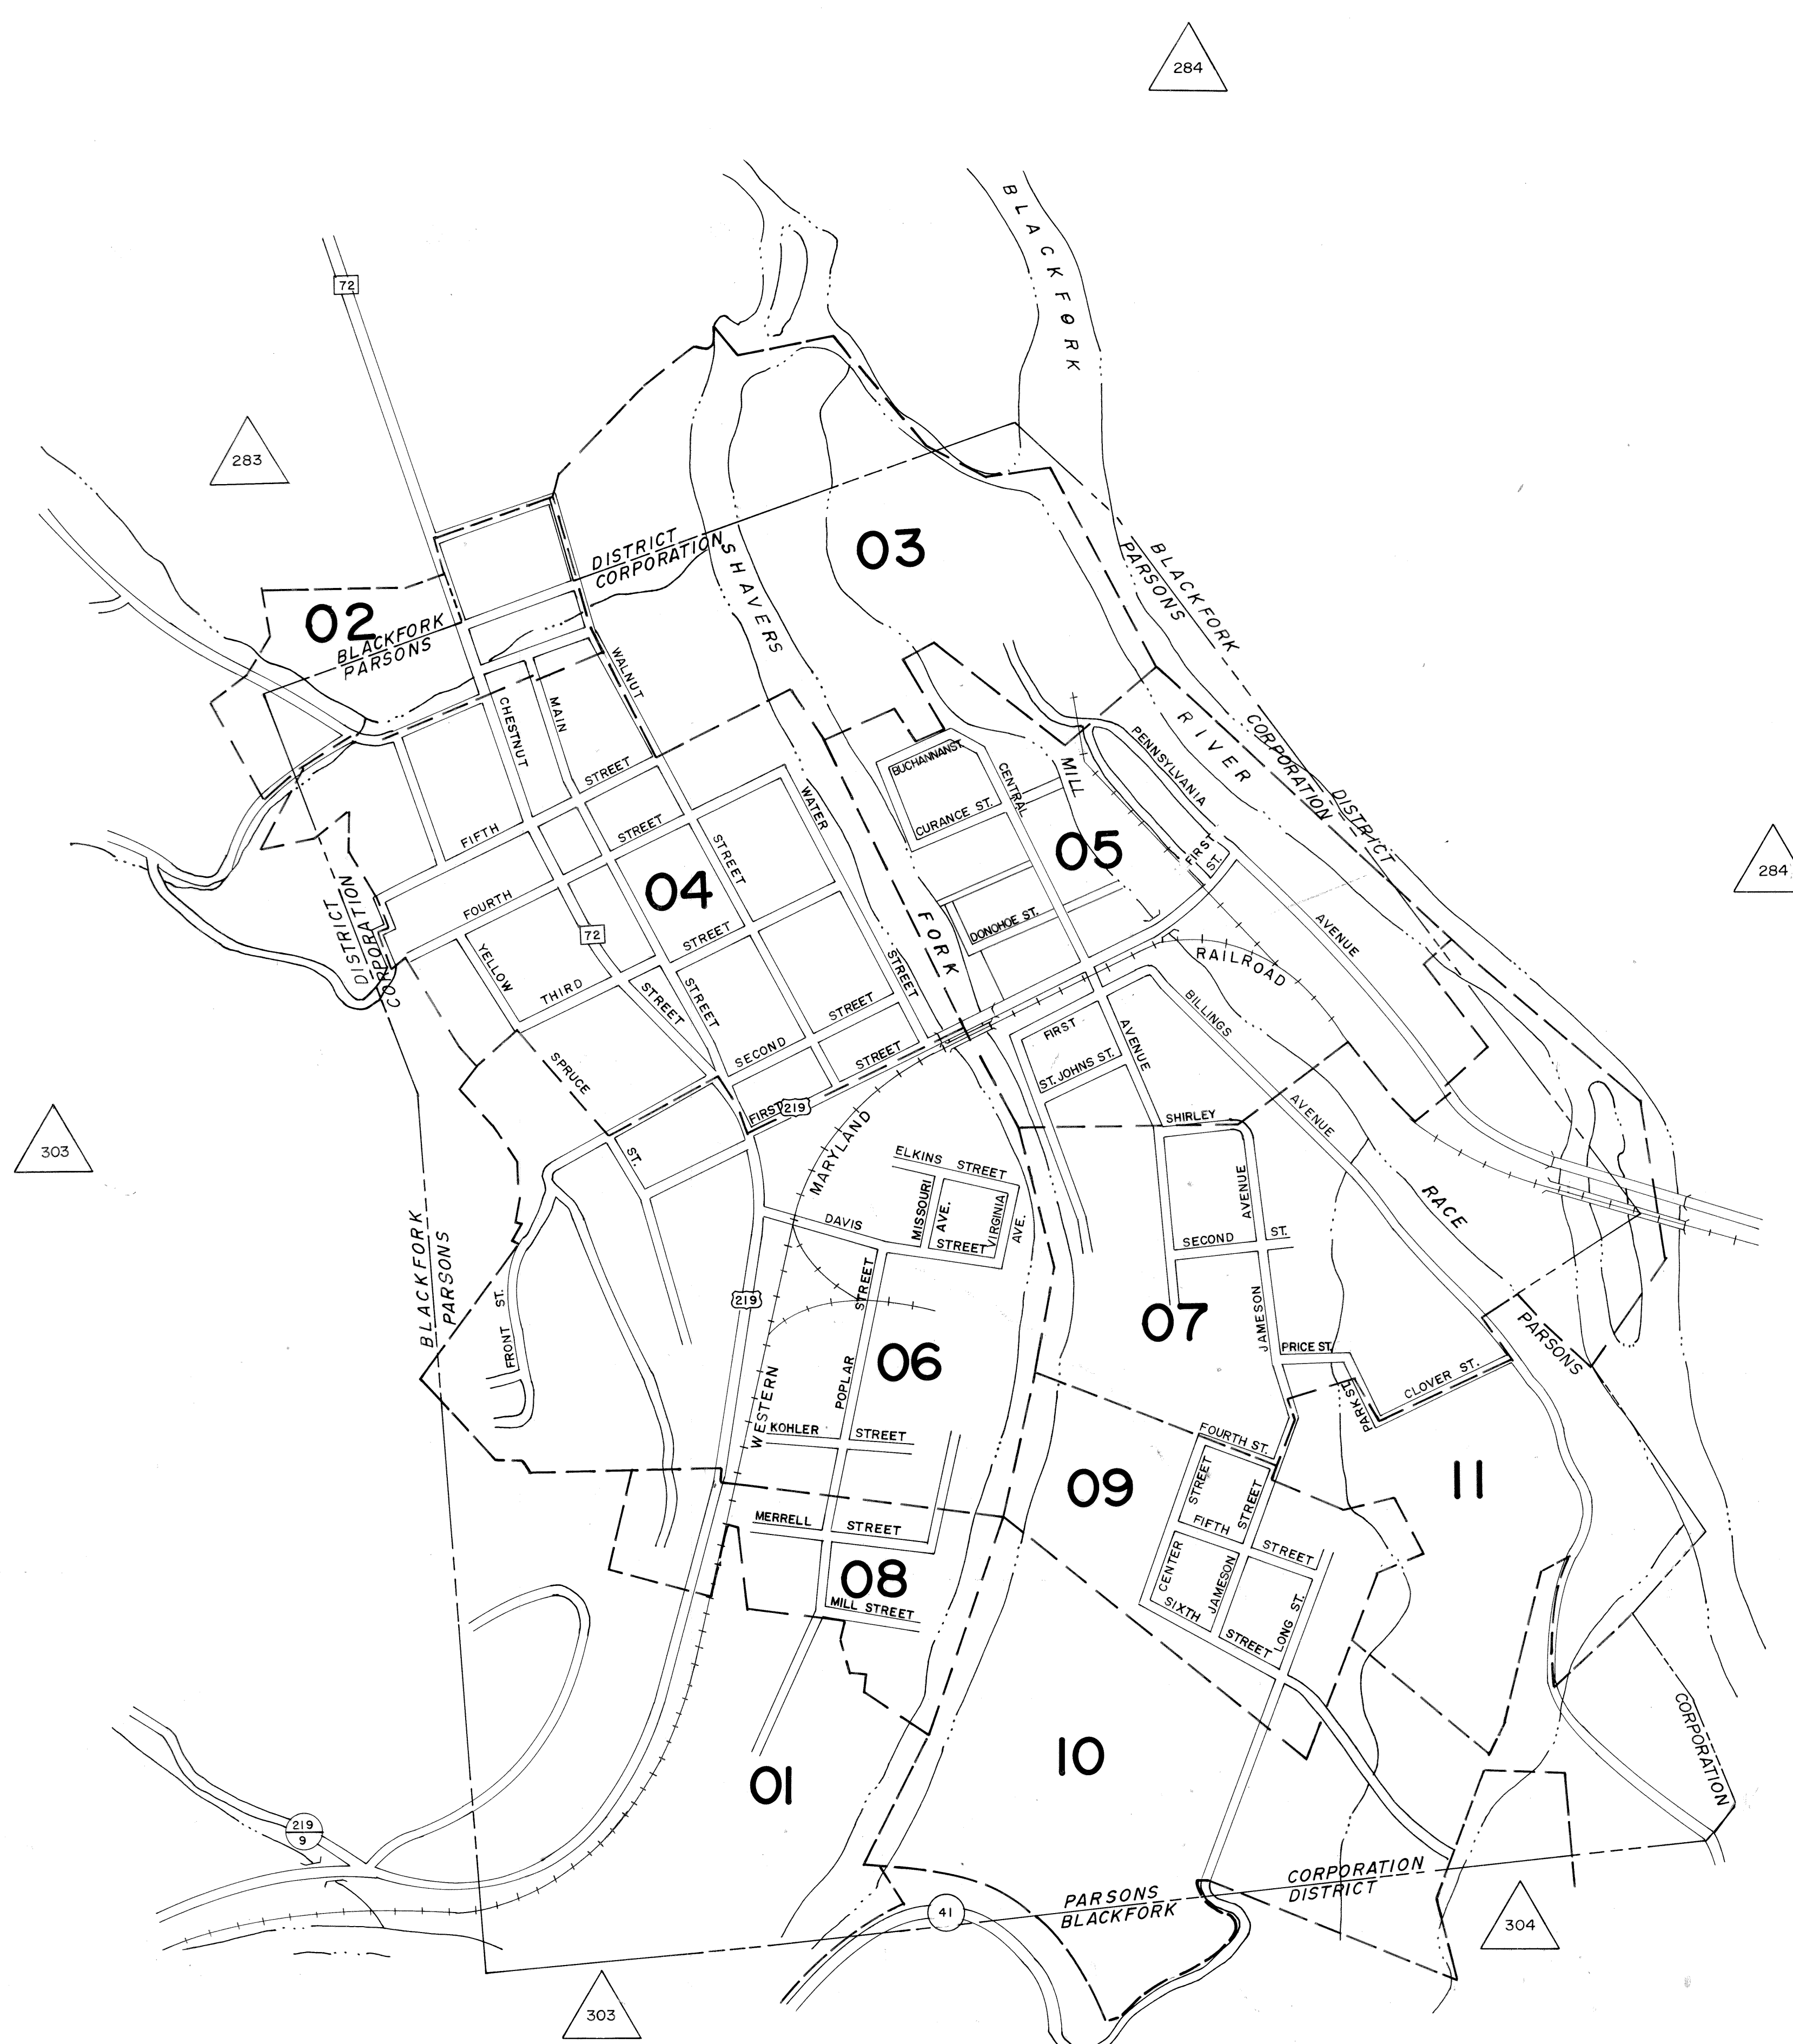 284
BLACKFORK
72
283
DISTRICT
CORPORATION
03
SHAVERS
BLACKFORK
PARSONS
02
BLACKFORK
PARSONS
WALNUT
CHESTNUT
MAIN
RIVER
CORPORATION
DISTRICT
PENNSYLVANIA
BUCHANNAN ST.
CENTRAL
MILL
STREET
WATER
CURANCE ST.
FIFTH
STREET
STREET
05
FIRST
ST.
284
04
FOURTH
DISTRICT
CORPORATION
72
STREET
FORK
DONOHOE ST.
AVENUE
YELLOW
THIRD
STREET
STREET
STREET
STREET
RAILROAD
BILLINGS
SECOND
STREET
FIRST
AVENUE
SPRUCE
ST. JOHNS ST.
FIRST
219
303
MARYLAND
SHIRLEY
AVENUE
ST.
ELKINS STREET
MISSOURI
AVE.
VIRGINIA
AVE.
AVENUE
RACE
DAVIS
STREET
SECOND ST.
BLACKFORK
PARSONS
STREET
FRONT ST.
219
07
JAMESON
PRICE ST.
PARSONS
06
POPLAR
WESTERN
CLOVER ST.
PARK ST.
KOHLER STREET
FOURTH ST.
09
11
STREET
STREET
MERRELL STREET
FIFTH STREET
08
CENTER
JAMESON
MILL STREET
SIXTH STREET
LONG ST.
CORPORATION
10
01
219
9
CORPORATION
DISTRICT
PARSONS
BLACKFORK
41
304
303